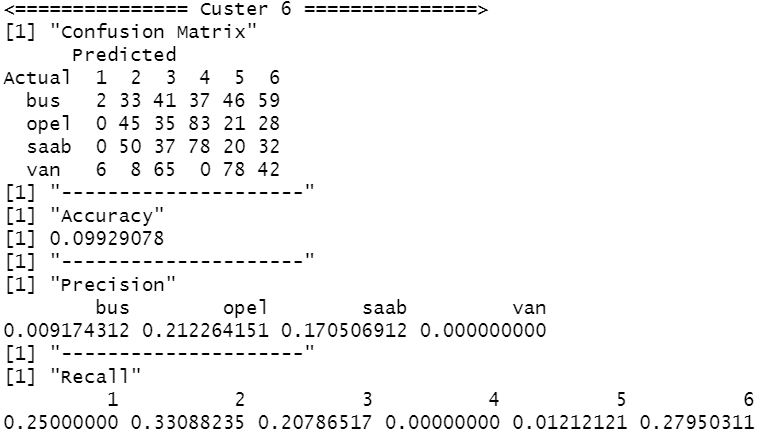 <=============== Custer 6 ===============>
[1] "Confusion Matrix"
      Predicted
Actual  1  2  3  4  5  6
  bus   2 33 41 37 46 59
  opel  0 45 35 83 21 28
  saab  0 50 37 78 20 32
  van   6  8 65  0 78 42
[1] "---------------------"
[1] "Accuracy"
[1] 0.09929078
[1] "---------------------"
[1] "Precision"
        bus        opel        saab         van
0.009174312 0.212264151 0.170506912 0.000000000
[1] "---------------------"
[1] "Recall"
         1          2          3          4          5          6
0.25000000 0.33088235 0.20786517 0.00000000 0.01212121 0.27950311